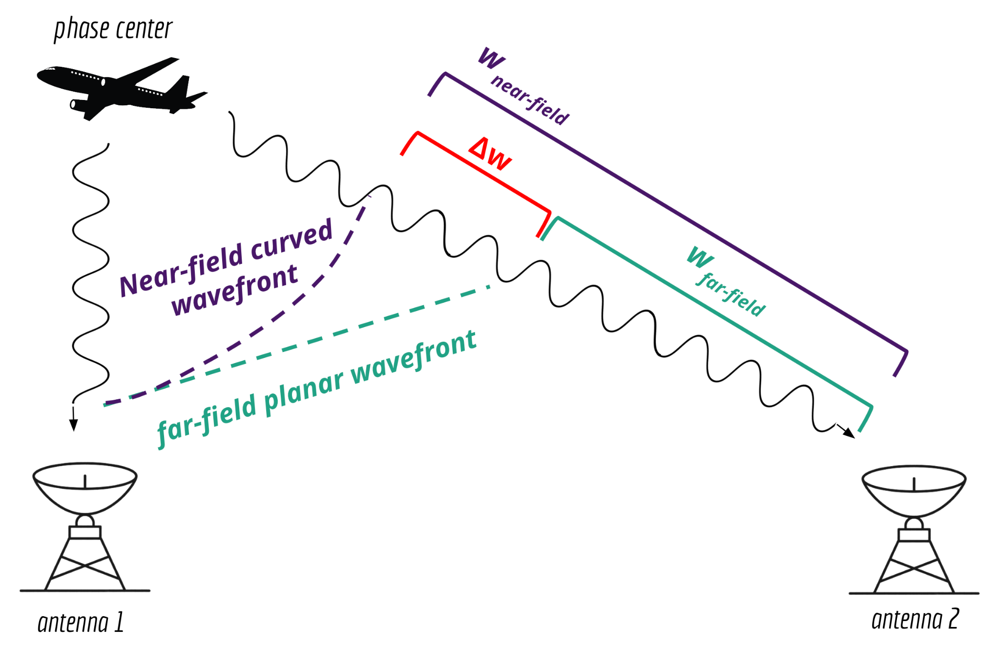 phase center
w
near-field
Δw
w
far-field
Near-field curved
wavefront
far-field planar wavefront
antenna 1
antenna 2